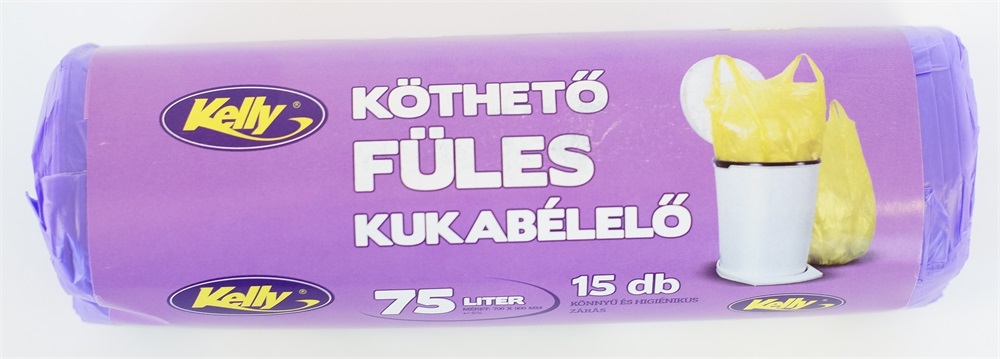 Kelly®
KÖTHETŐ
FÜLES
KUKABÉLELŐ
Kelly
75 LITER
15 db
KÖNNYŰ ÉS HIGIÉNIKUS
ZÁRÁS
Kelly